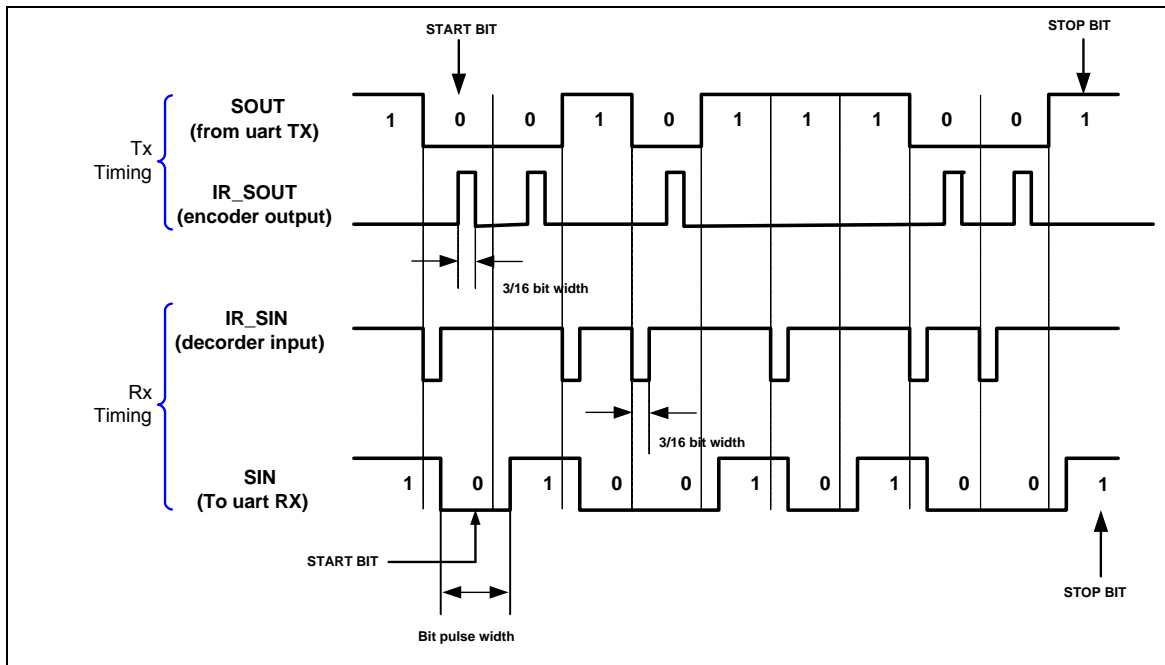 START BIT
STOP BIT
SOUT
(from uart TX)
1 0 0 1 0 1 1 1 0 0 1
Tx
Timing
IR_SOUT
(encoder output)
3/16 bit width
IR_SIN
(decorder input)
Rx
Timing
3/16 bit width
SIN
(To uart RX)
1 0 1 0 0 1 0 1 0 0 1
START BIT
STOP BIT
Bit pulse width